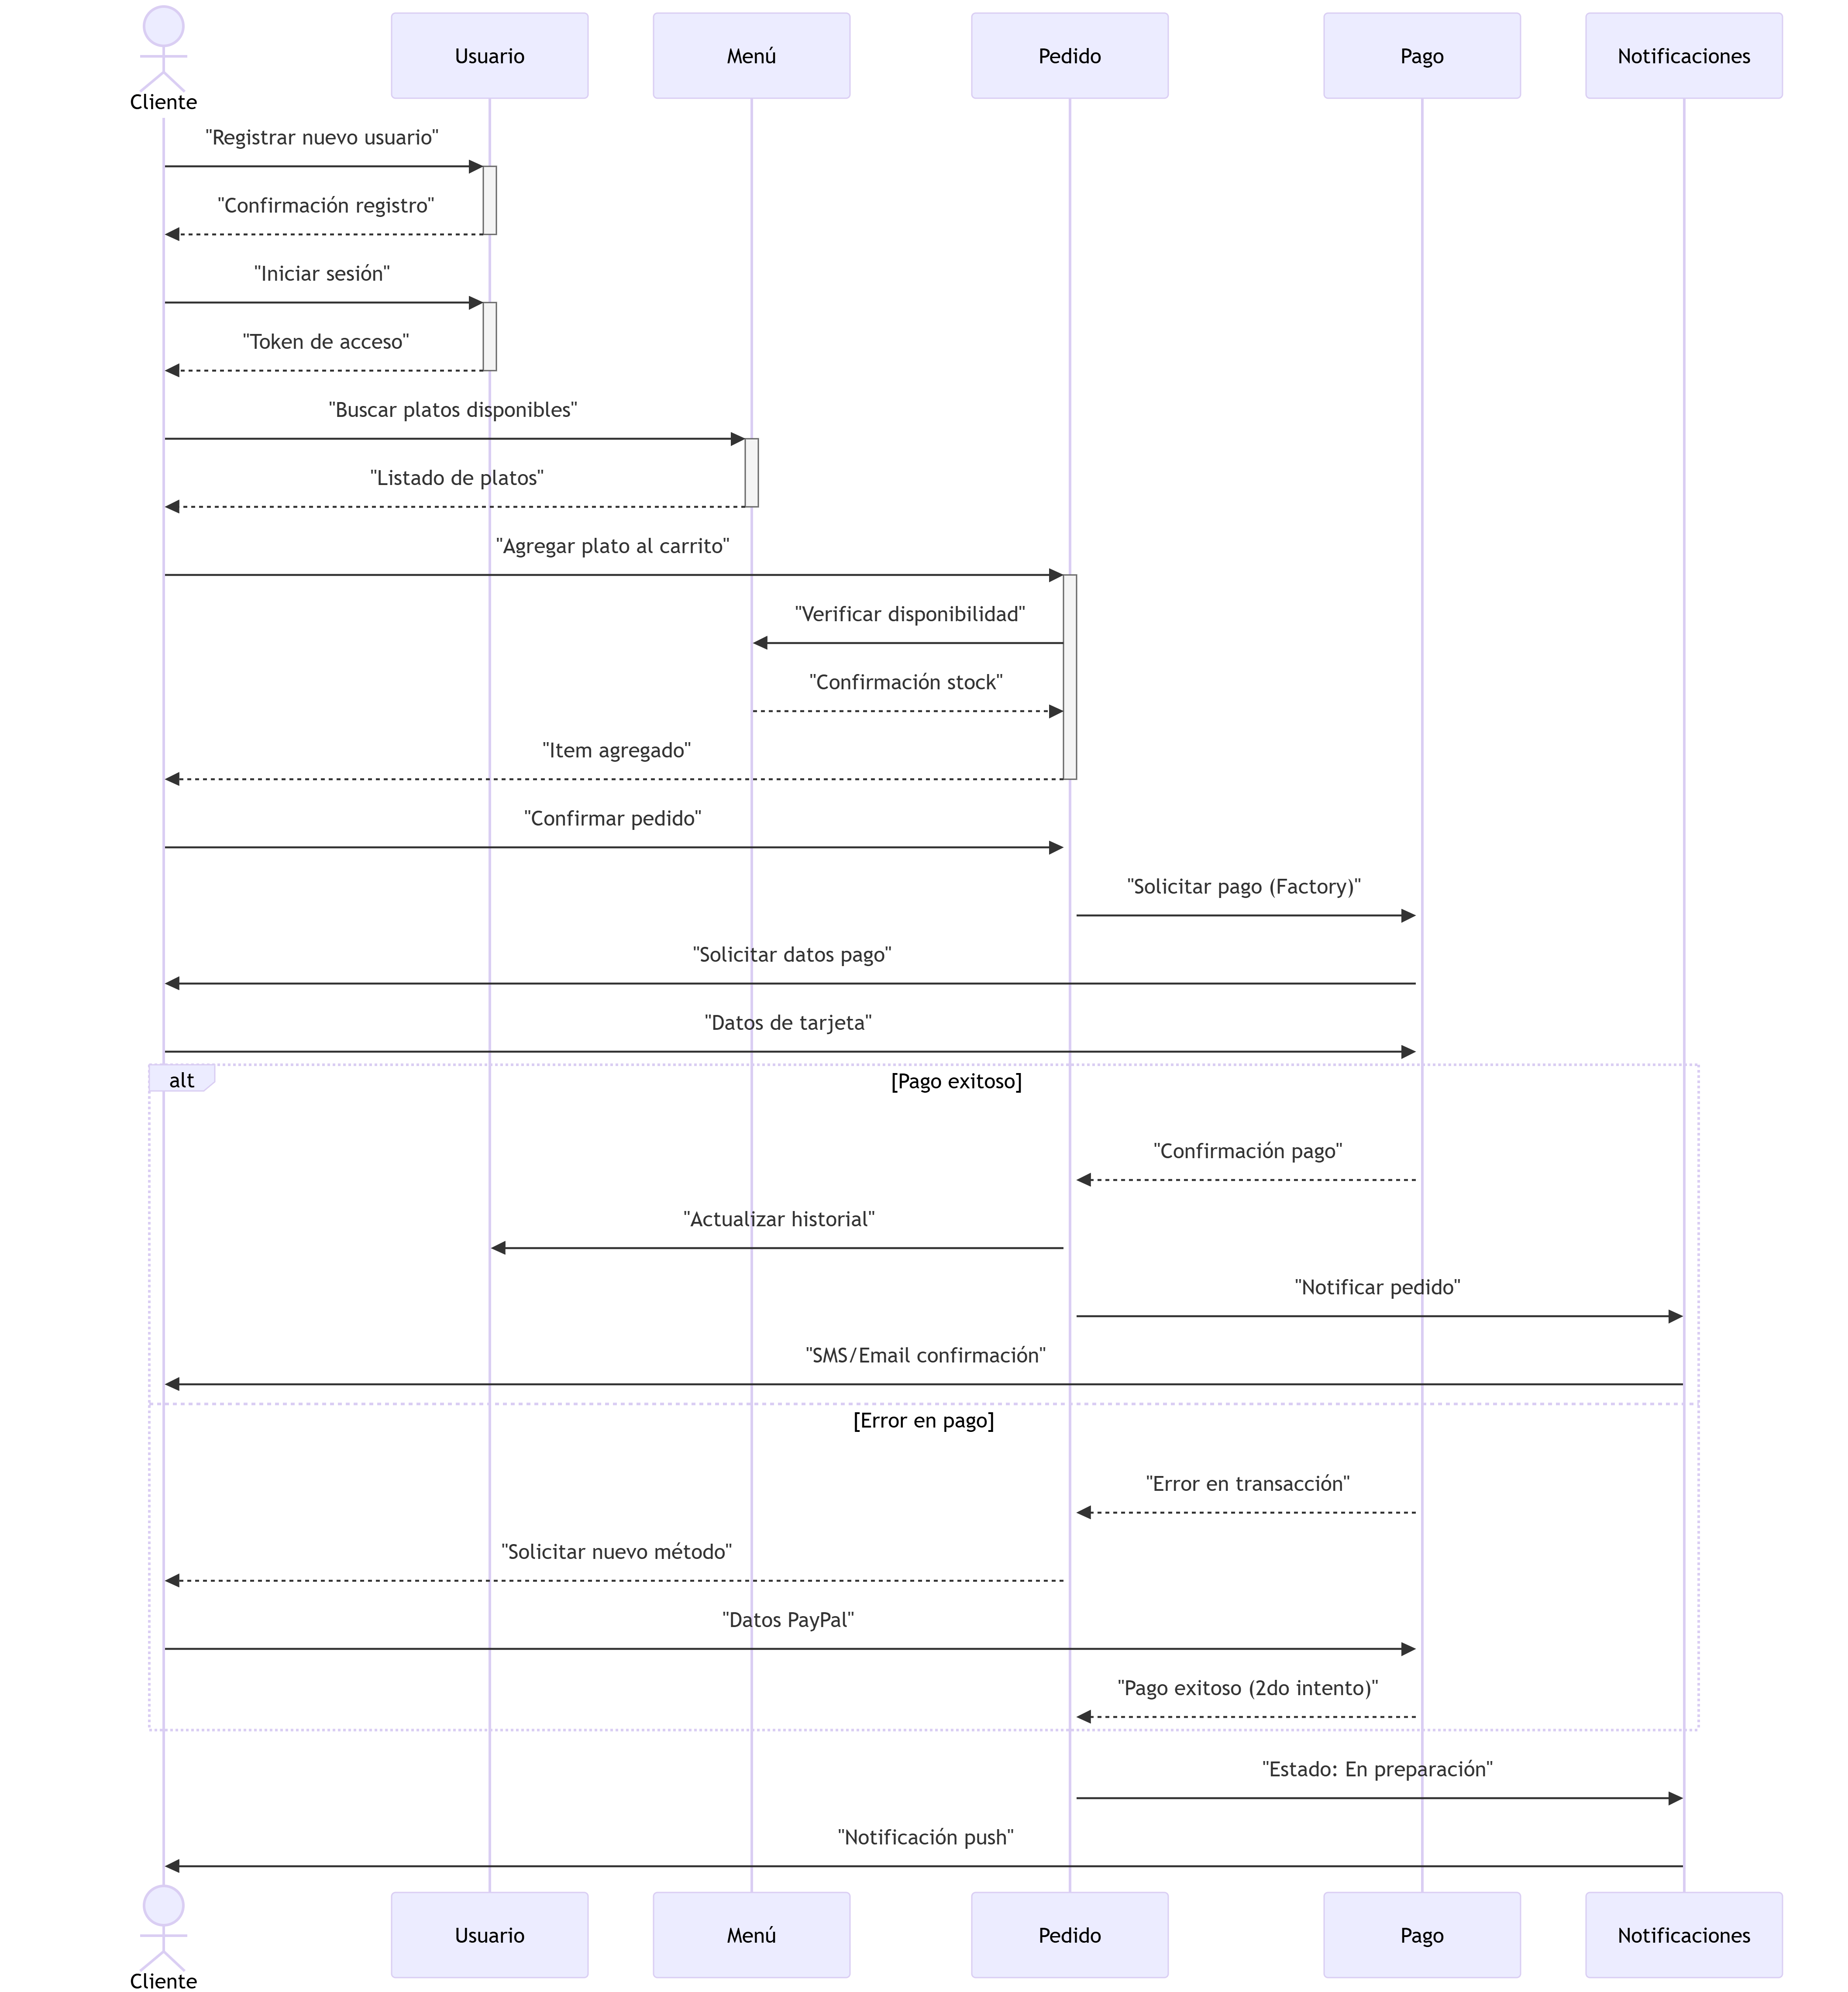 Cliente
Usuario
Menú
Pedido
Pago
Notificaciones
"Registrar nuevo usuario"
"Confirmación registro"
"Iniciar sesión"
"Token de acceso"
"Buscar platos disponibles"
"Listado de platos"
"Agregar plato al carrito"
"Verificar disponibilidad"
"Confirmación stock"
"Item agregado"
"Confirmar pedido"
"Solicitar pago (Factory)"
"Solicitar datos pago"
"Datos de tarjeta"
alt
[Pago exitoso]
"Confirmación pago"
"Actualizar historial"
"Notificar pedido"
"SMS/Email confirmación"
[Error en pago]
"Error en transacción"
"Solicitar nuevo método"
"Datos PayPal"
"Pago exitoso (2do intento)"
"Estado: En preparación"
"Notificación push"
Cliente
Usuario
Menú
Pedido
Pago
Notificaciones